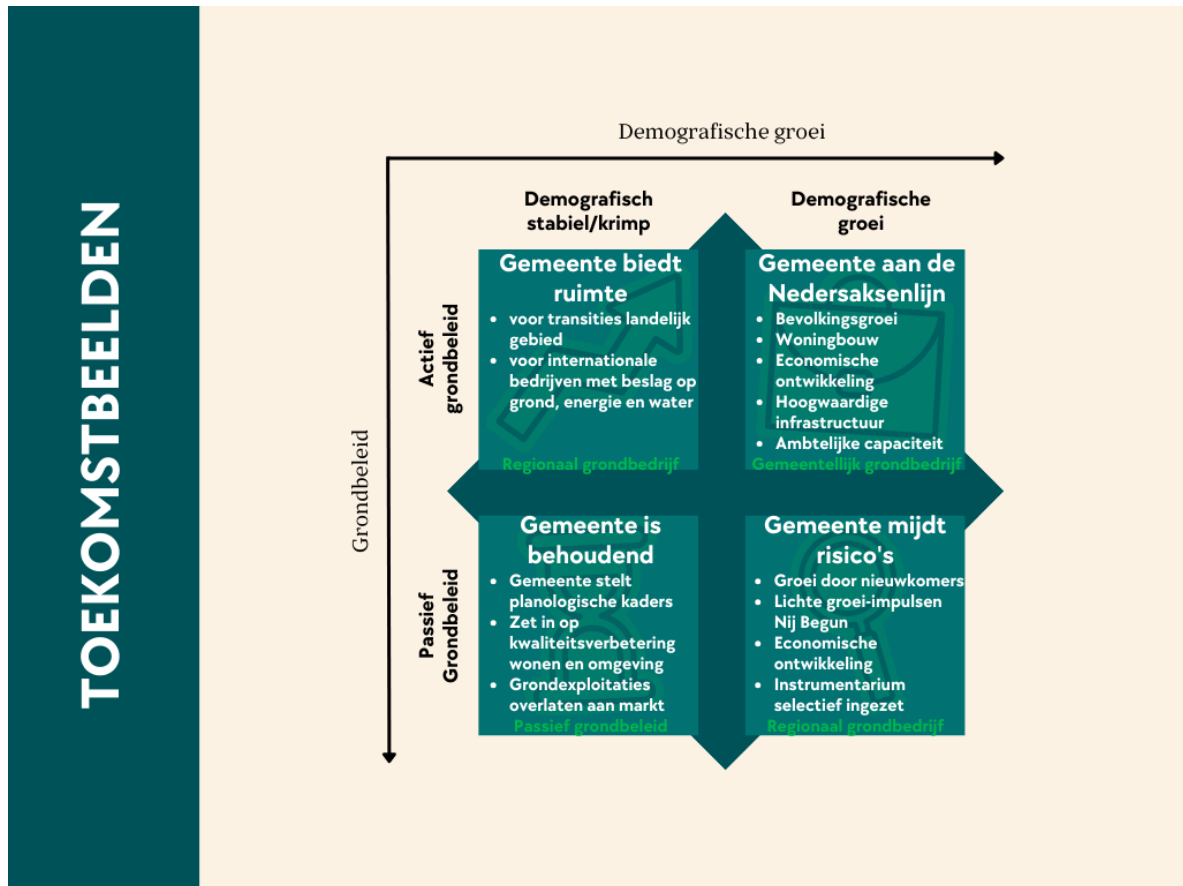 TOEKOMSTBEELDEN
Demografische groei
Grondbeleid
Demografisch
stabiel/krimp
Demografische
groei
Actief
grondbeleid
Gemeente biedt
ruimte
• voor transities landelijk
gebied
• voor internationale
bedrijven met beslag op
grond, energie en water
Regionaal grondbedrijf
Gemeente aan de
Nedersaksenlijn
• Bevolkingsgroei
• Woningbouw
• Economische
ontwikkeling
• Hoogwaardige
infrastructuur
• Ambtelijke capaciteit
Gemeentellijk grondbedrijf
Passief
Grondbeleid
Gemeente is
behoudend
• Gemeente stelt
planologische kaders
• Zet in op
kwaliteitsverbetering
wonen en omgeving
• Grondexploitaties
overlaten aan markt
Passief grondbeleid
Gemeente mijdt
risico's
• Groei door nieuwkomers
• Lichte groei-impulsen
Nij Begun
• Economische
ontwikkeling
• Instrumentarium
selectief ingezet
Regionaal grondbedrijf